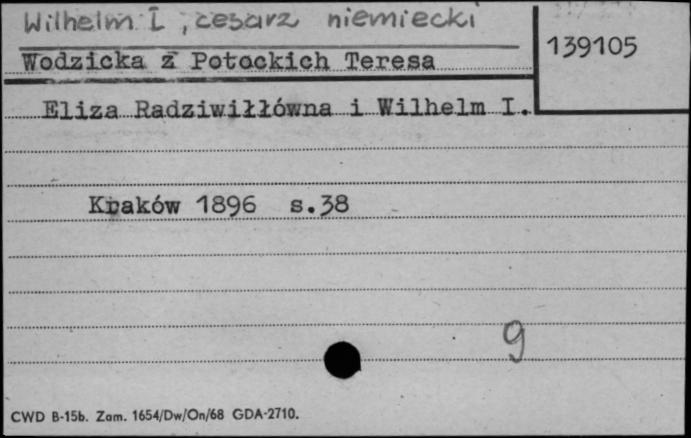 Wilhelm I, cesarz niemiecki
139105
Wodzicka z Potockich Teresa
Eliza Radziwiłłówna i Wilhelm I.
Kraków 1896 s.38
9
CWD B-15b. Zam. 1654/Dw/On/68 GDA-2710.